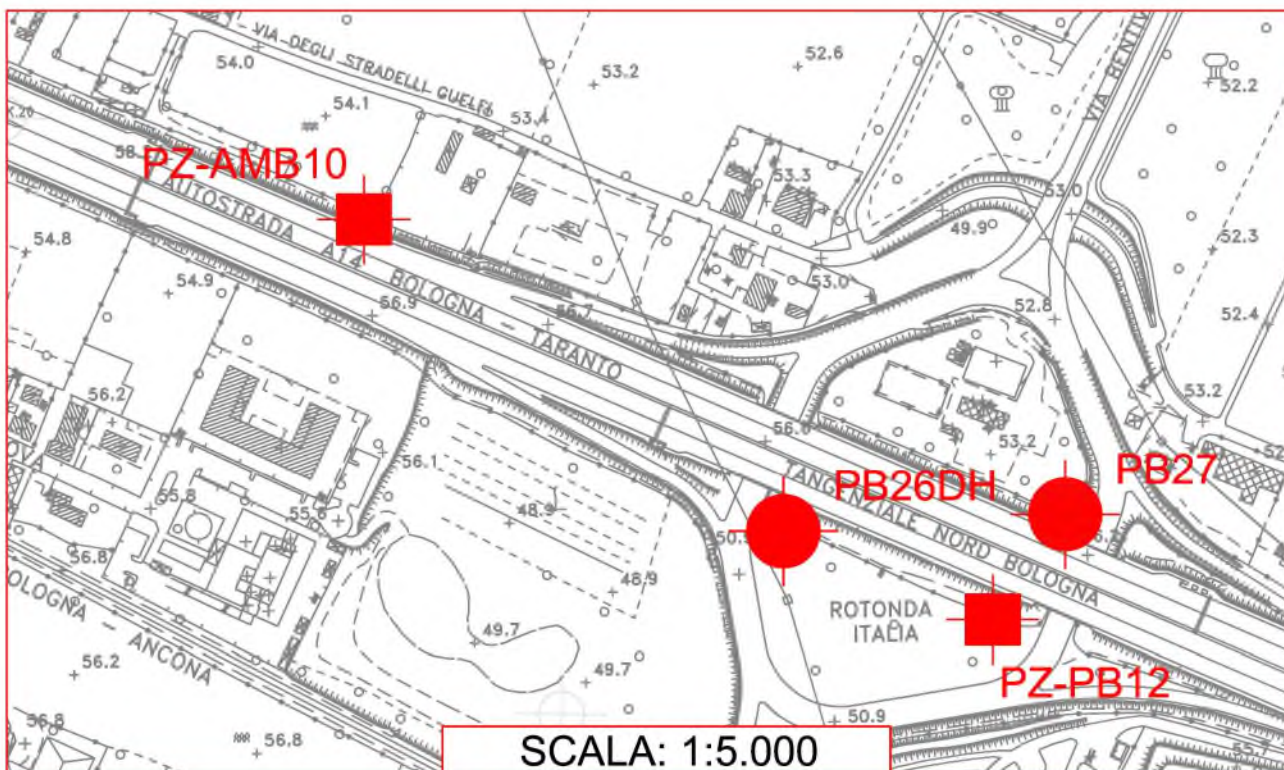 VIA DEGLI STRADELLI GUELFI
54.0
53.2
52.6
52.2
VIA BENTIV
54.1
53.4
PZ-AMB10
53.3
53.0
49.9
52.3
54.8
AUTOSTRADA A14 BOLOGNA - TARANTO
54.9
56.9
56.7
53.0
52.8
52.4
53.2
56.2
56.1
56.6
53.2
PB26DH
PB27
TANGENZIALE NORD BOLOGNA
55.8
55.6
48.9
56.8
48.9
ROTONDA
ITALIA
OLOGNA - ANCONA
49.7
49.7
56.2
PZ-PB12
50.9
56.8
56.8
SCALA: 1:5.000